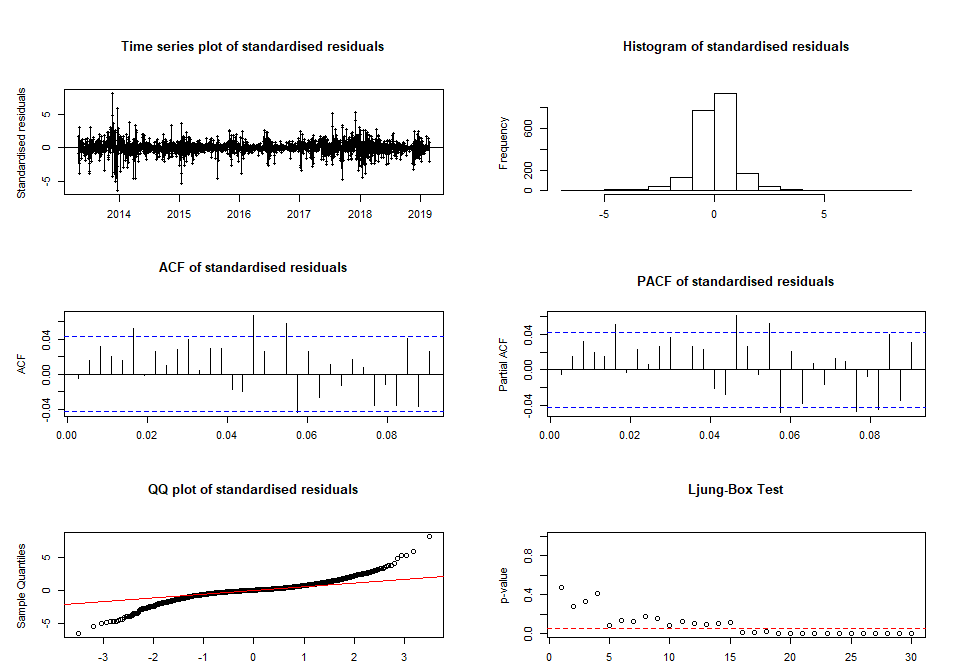 Time series plot of standardised residuals
Histogram of standardised residuals
Standardised residuals
-5 0 5
2014 2015 2016 2017 2018 2019
Frequency
0 200 600
-5 0 5
ACF of standardised residuals
PACF of standardised residuals
ACF
-0.04 0.00 0.04
0.00 0.02 0.04 0.06 0.08
Partial ACF
-0.04 0.00 0.04
0.00 0.02 0.04 0.06 0.08
QQ plot of standardised residuals
Ljung-Box Test
Sample Quantiles
-5 0 5
-3 -2 -1 0 1 2 3
p-value
0.0 0.4 0.8
0 5 10 15 20 25 30